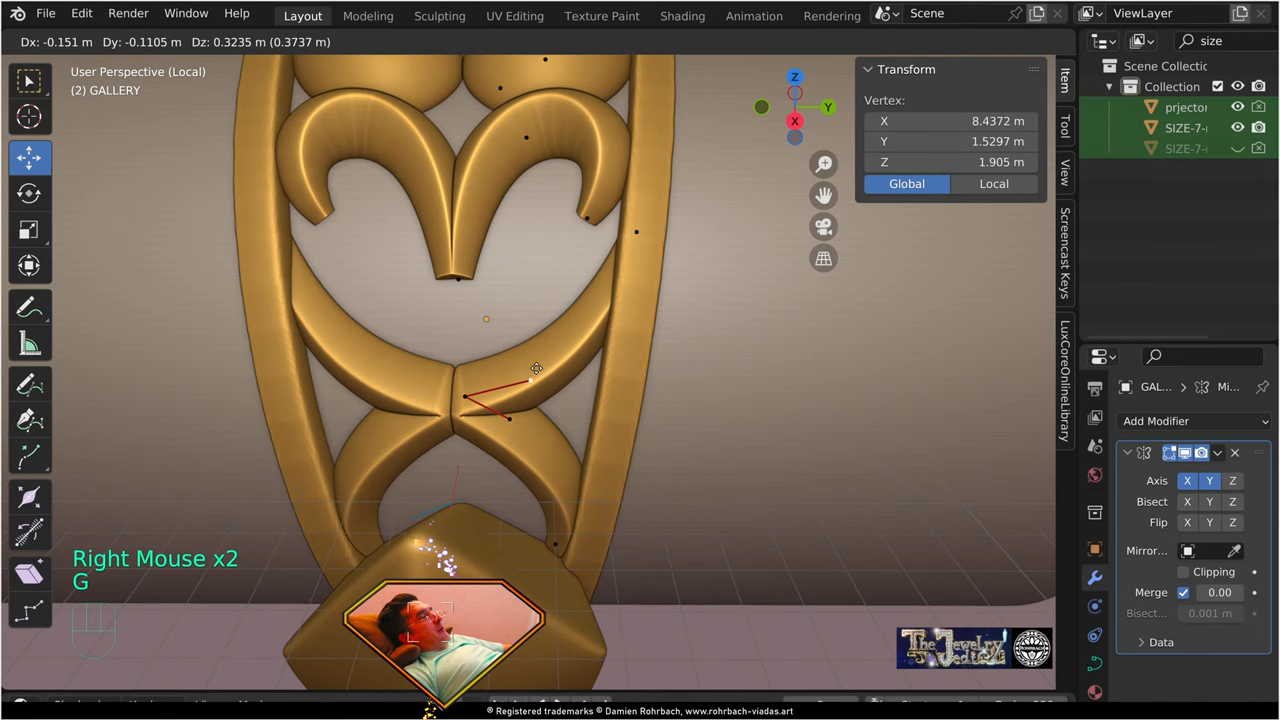 File Edit Render Window Help Layout Modeling Sculpting UV Editing Texture Paint Shading Animation Rendering Scene ViewLayer
Dx: -0.151 m Dy: -0.1105 m Dz: 0.3235 m (0.3737 m)
size
User Perspective (Local)
(2) GALLERY
Z
Y
X
Transform
Vertex:
X 8.4372 m
Y 1.5297 m
Z 1.905 m
Global Local
Item
Tool
View
Screencast Keys
LuxCoreOnlineLibrary
Scene Collectic
Collection
prjector
SIZE-7-
SIZE-7-
GAL... Mi...
Add Modifier
Axis X Y Z
Bisect X Y Z
Flip X Y Z
Mirror...
Clipping
Merge 0.00
Bisect... 0.001 m
Data
Right Mouse x2
G
The Jewelry
ROHRBACH
® Registered trademarks © Damien Rohrbach, www.rohrbach-viadas.art